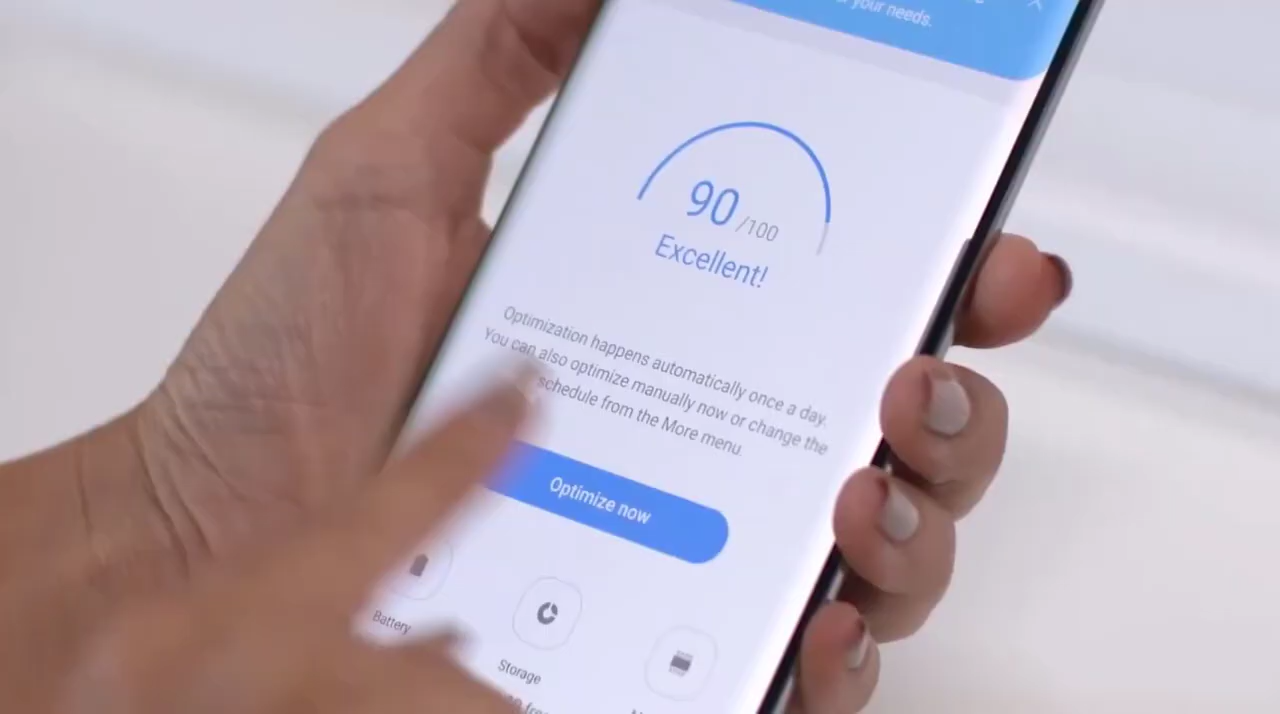 your needs.
90 /100
Excellent!
Optimization happens automatically once a day.
You can also optimize manually now or change the
schedule from the More menu.
Optimize now
Battery
Storage